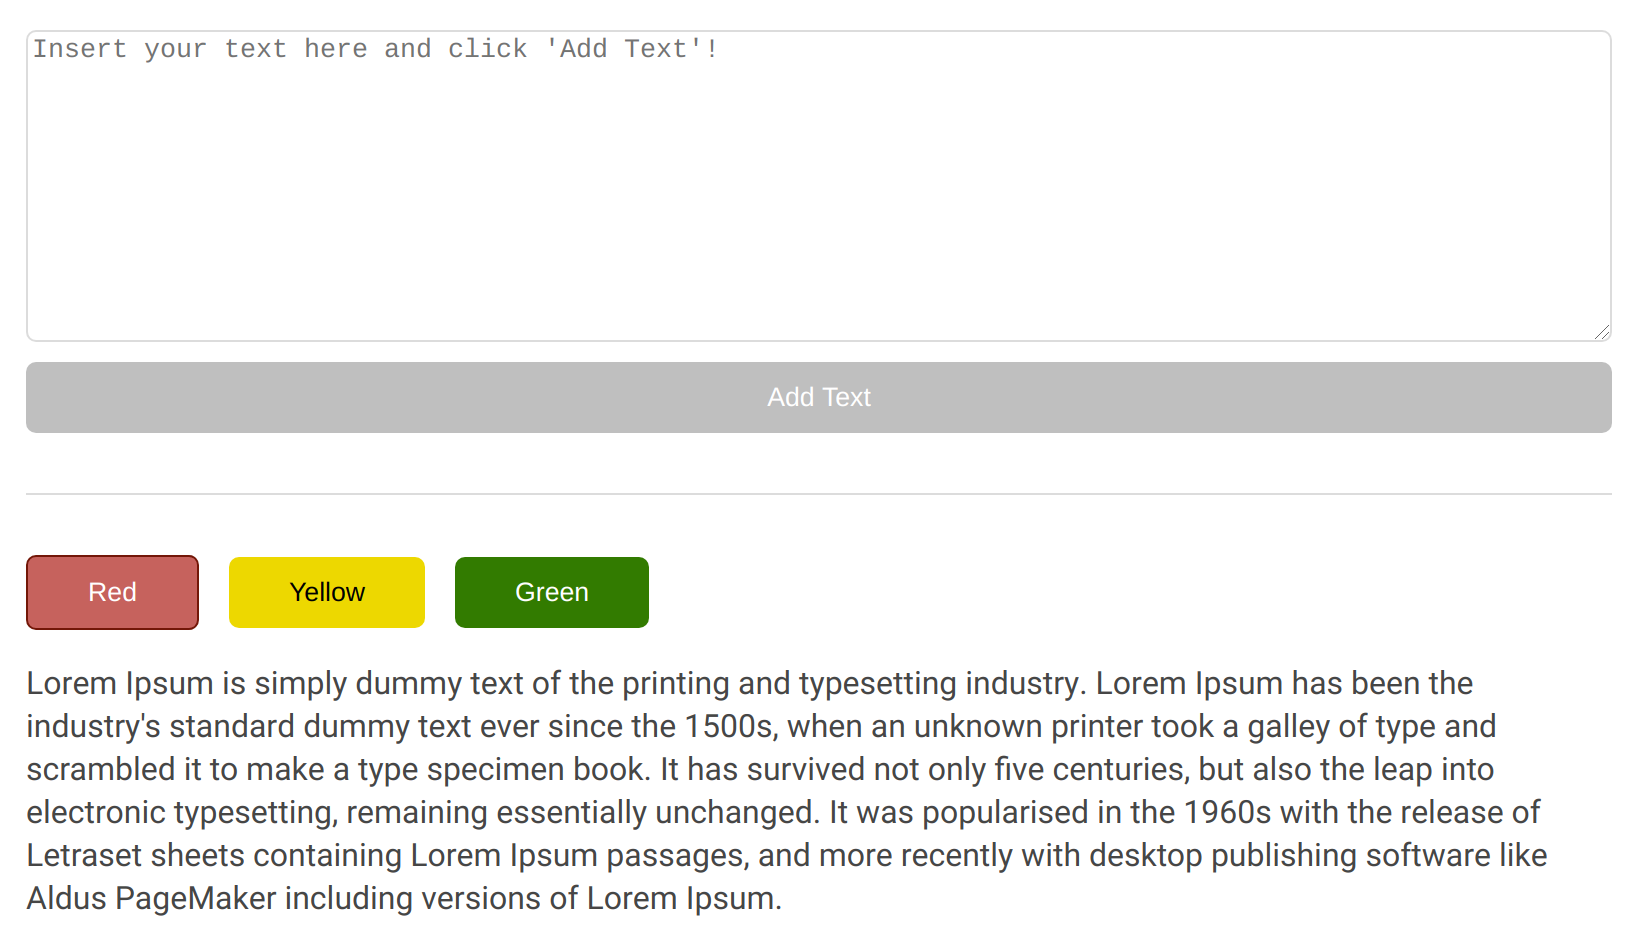 Insert your text here and click 'Add Text'!
Add Text
Red Yellow Green
Lorem Ipsum is simply dummy text of the printing and typesetting industry. Lorem Ipsum has been the
industry's standard dummy text ever since the 1500s, when an unknown printer took a galley of type and
scrambled it to make a type specimen book. It has survived not only five centuries, but also the leap into
electronic typesetting, remaining essentially unchanged. It was popularised in the 1960s with the release of
Letraset sheets containing Lorem Ipsum passages, and more recently with desktop publishing software like
Aldus PageMaker including versions of Lorem Ipsum.